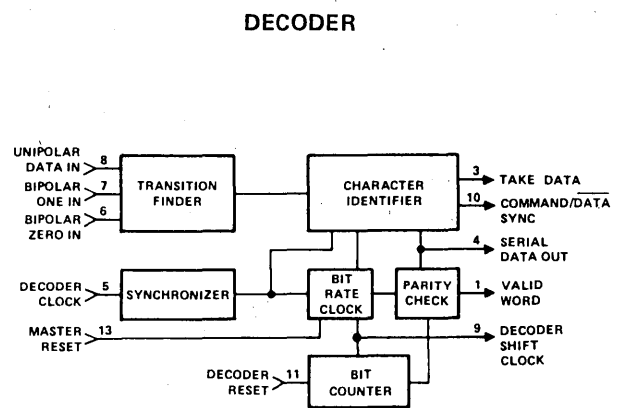 DECODER
UNIPOLAR
DATA IN
8
BIPOLAR
ONE IN
7
BIPOLAR
ZERO IN
6
TRANSITION
FINDER
CHARACTER
IDENTIFIER
3
TAKE DATA
10
COMMAND/DATA
SYNC
4
SERIAL
DATA OUT
DECODER
CLOCK
5
SYNCHRONIZER
BIT
RATE
CLOCK
PARITY
CHECK
1
VALID
WORD
MASTER
RESET
13
9
DECODER
SHIFT
CLOCK
DECODER
RESET
11
BIT
COUNTER